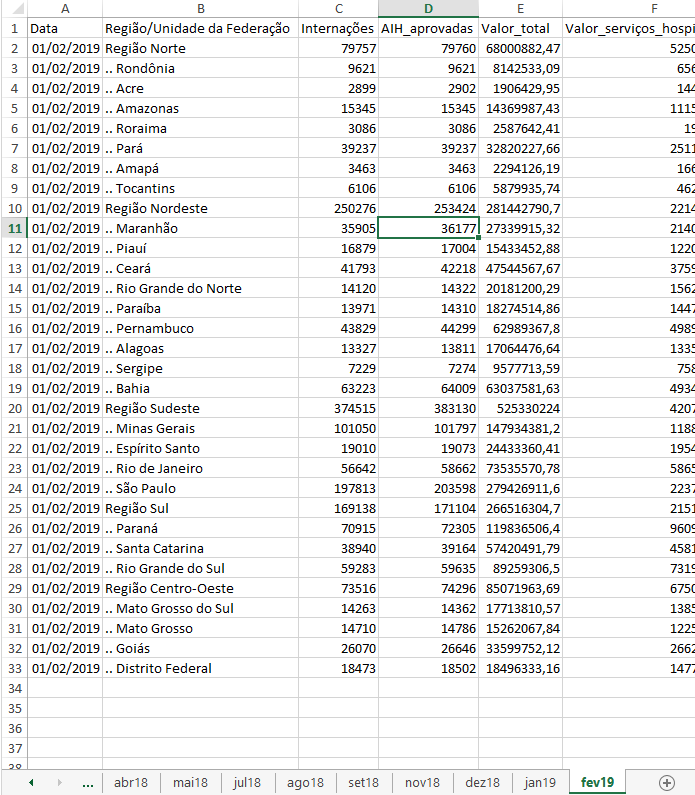 A B C D E F
1 Data Região/Unidade da Federação Internações AIH_aprovadas Valor_total Valor_serviços_hospi
2 01/02/2019 Região Norte 79757 79760 68000882,47 5250
3 01/02/2019 .. Rondônia 9621 9621 8142533,09 656
4 01/02/2019 .. Acre 2899 2902 1906429,95 144
5 01/02/2019 .. Amazonas 15345 15345 14369987,43 1115
6 01/02/2019 .. Roraima 3086 3086 2587642,41 19
7 01/02/2019 .. Pará 39237 39237 32820227,66 2511
8 01/02/2019 .. Amapá 3463 3463 2294126,19 166
9 01/02/2019 .. Tocantins 6106 6106 5879935,74 462
10 01/02/2019 Região Nordeste 250276 253424 281442790,7 2214
11 01/02/2019 .. Maranhão 35905 36177 27339915,32 2140
12 01/02/2019 .. Piauí 16879 17004 15433452,88 1220
13 01/02/2019 .. Ceará 41793 42218 47544567,67 3759
14 01/02/2019 .. Rio Grande do Norte 14120 14322 20181200,29 1562
15 01/02/2019 .. Paraíba 13971 14310 18274514,86 1447
16 01/02/2019 .. Pernambuco 43829 44299 62989367,8 4989
17 01/02/2019 .. Alagoas 13327 13811 17064476,64 1335
18 01/02/2019 .. Sergipe 7229 7274 9577713,59 758
19 01/02/2019 .. Bahia 63223 64009 63037581,63 4934
20 01/02/2019 Região Sudeste 374515 383130 525330224 4207
21 01/02/2019 .. Minas Gerais 101050 101797 147934381,2 1188
22 01/02/2019 .. Espírito Santo 19010 19073 24433360,41 1954
23 01/02/2019 .. Rio de Janeiro 56642 58662 73535570,78 5865
24 01/02/2019 .. São Paulo 197813 203598 279426911,6 2237
25 01/02/2019 Região Sul 169138 171104 266516304,7 2151
26 01/02/2019 .. Paraná 70915 72305 119836506,4 9609
27 01/02/2019 .. Santa Catarina 38940 39164 57420491,79 4581
28 01/02/2019 .. Rio Grande do Sul 59283 59635 89259306,5 7319
29 01/02/2019 Região Centro-Oeste 73516 74296 85071963,69 6750
30 01/02/2019 .. Mato Grosso do Sul 14263 14362 17713810,57 1385
31 01/02/2019 .. Mato Grosso 14710 14786 15262067,84 1225
32 01/02/2019 .. Goiás 26070 26646 33599752,12 2662
33 01/02/2019 .. Distrito Federal 18473 18502 18496333,16 1477
34
35
36
37
38
... abr18 mai18 jul18 ago18 set18 nov18 dez18 jan19 fev19